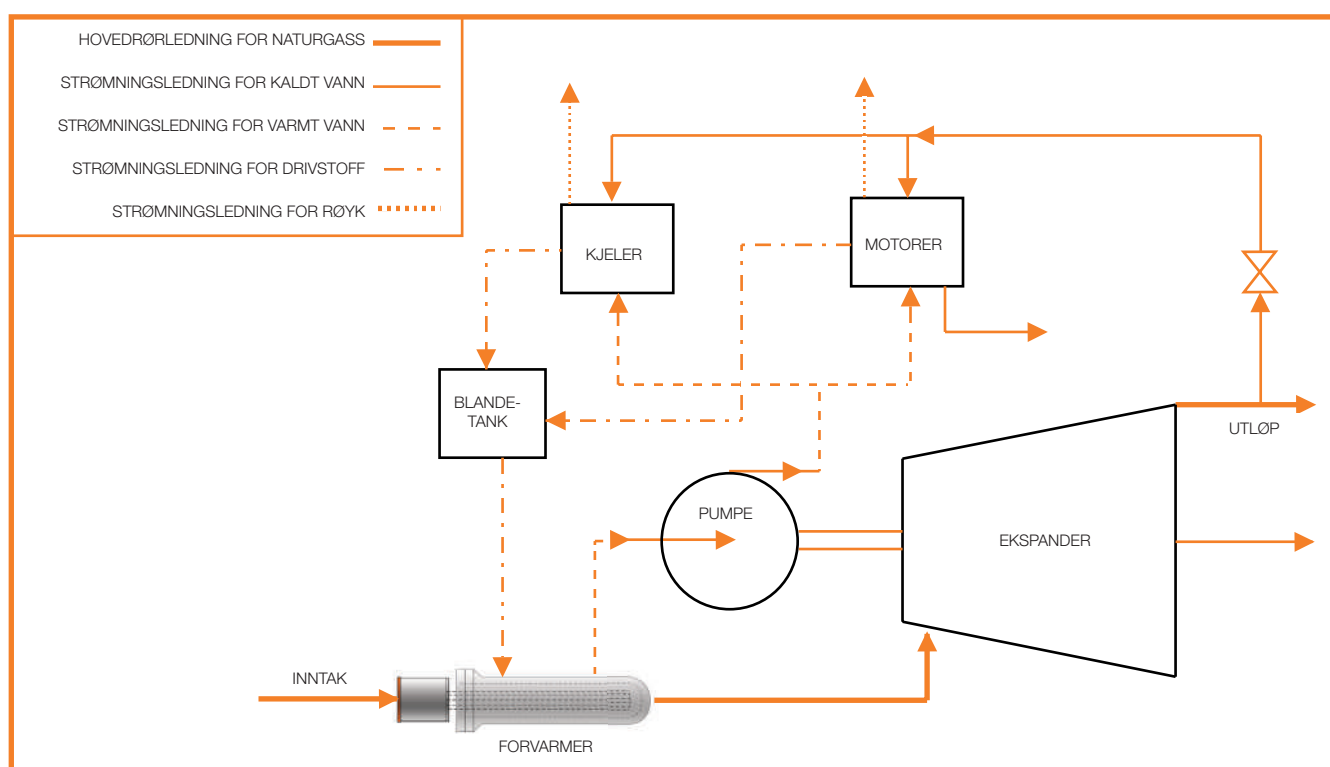 HOVEDRØRLEDNING FOR NATURGASS
STRØMNINGSLEDNING FOR KALDT VANN
STRØMNINGSLEDNING FOR VARMT VANN
STRØMNINGSLEDNING FOR DRIVSTOFF
STRØMNINGSLEDNING FOR RØYK
KJELER
MOTORER
BLANDE-
TANK
UTLØP
PUMPE
EKSPANDER
INNTAK
FORVARMER